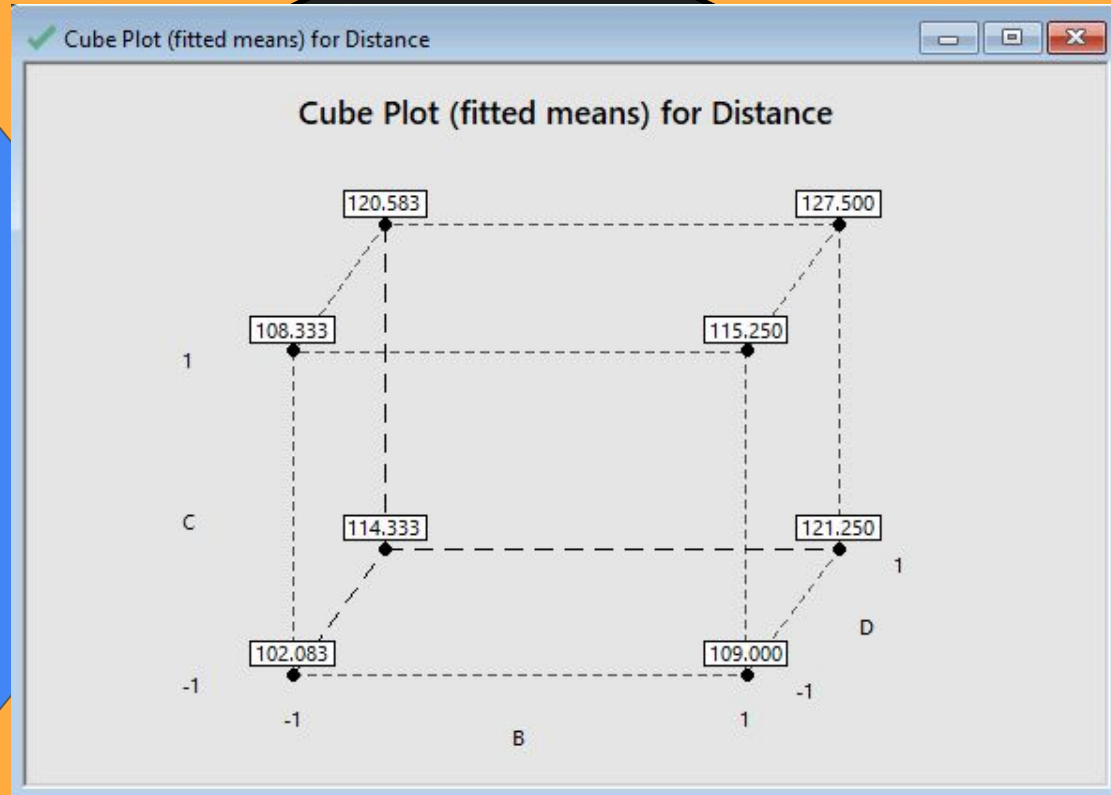 Cube Plot (fitted means) for Distance
Cube Plot (fitted means) for Distance
120.583 127.500
108.333 115.250
1
C
114.333 121.250
1
D
102.083 109.000
-1 -1
-1 1
B